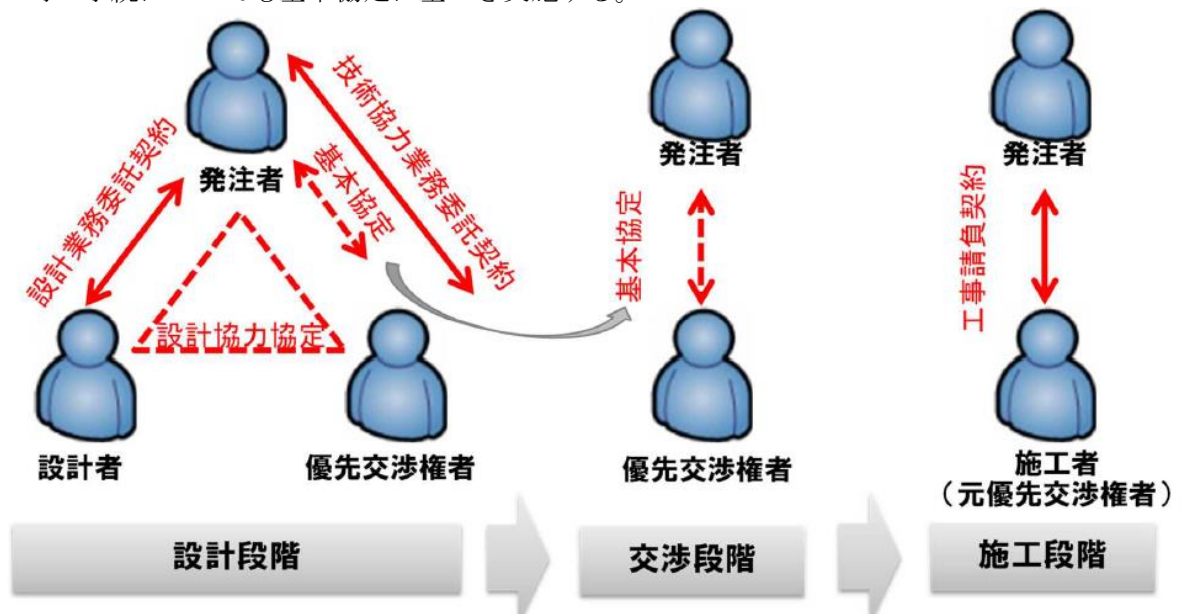 発注者
設計業務委託契約
基本協定
技術協力業務委託契約
設計協力協定
設計者
優先交渉権者
発注者
基本協定
優先交渉権者
発注者
工事請負契約
施工者
(元優先交渉権者)
設計段階
交渉段階
施工段階